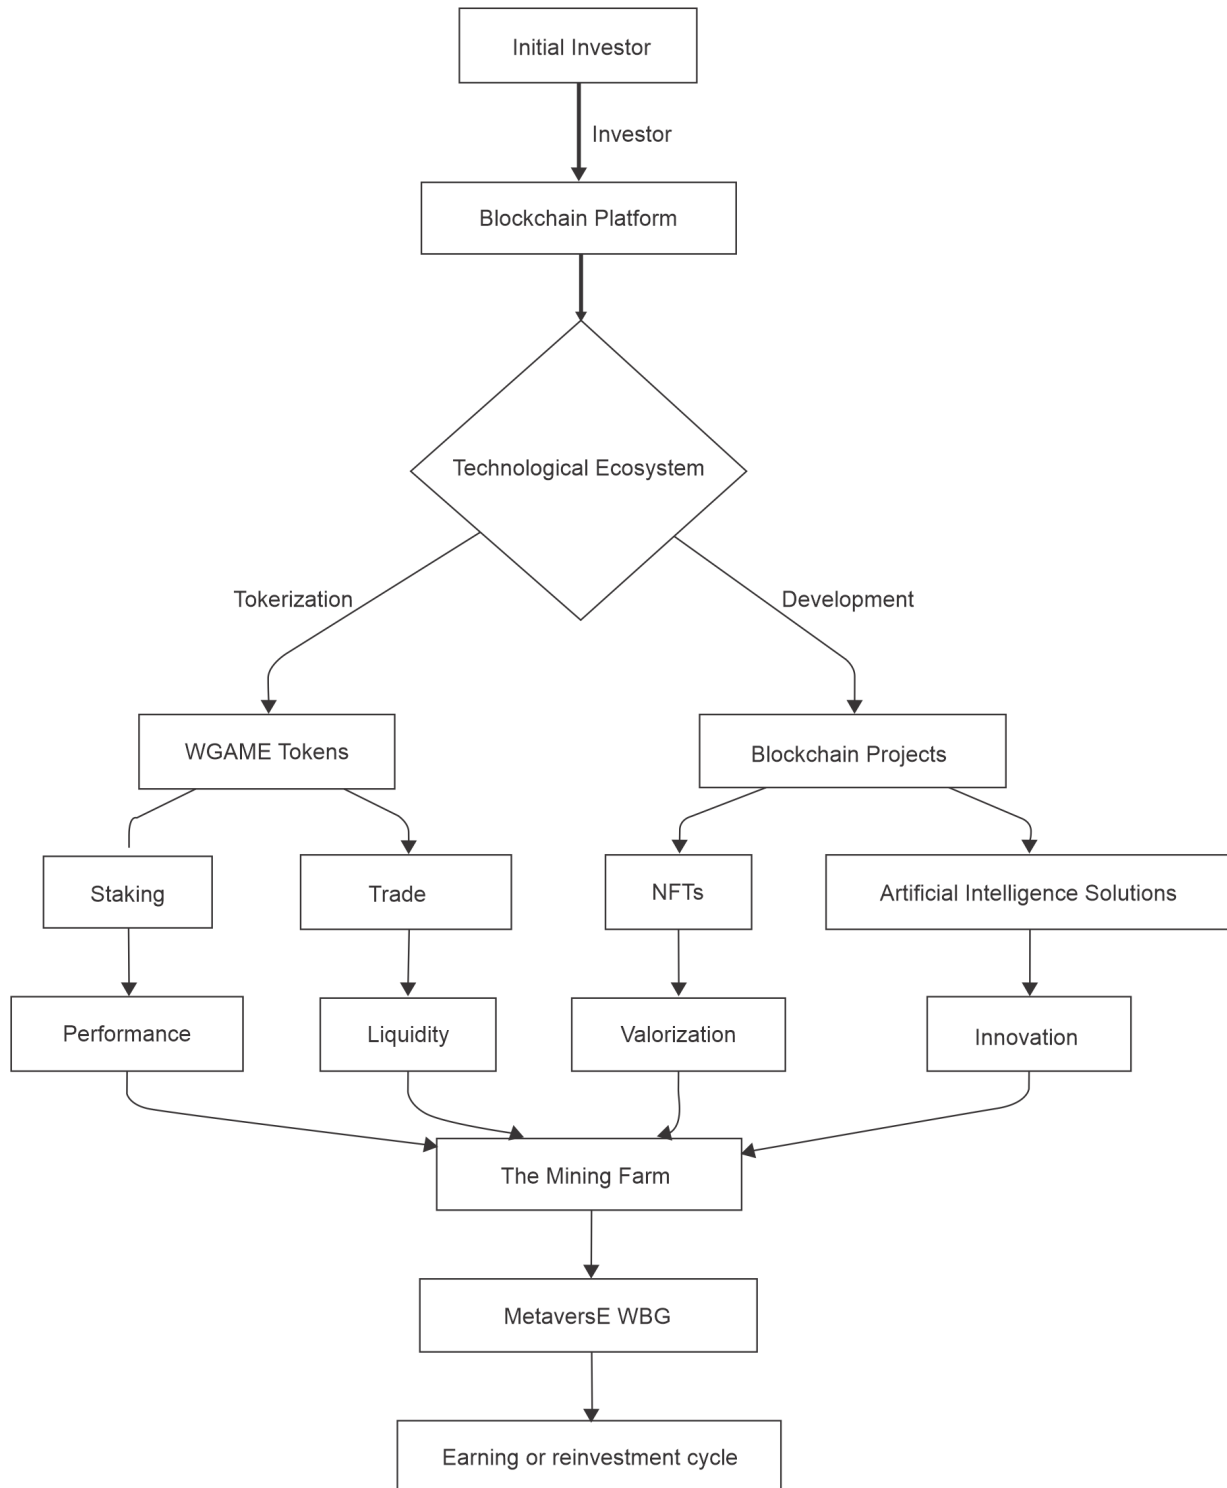 Initial Investor
Investor
Blockchain Platform
Technological Ecosystem
Tokerization
Development
WGAME Tokens
Blockchain Projects
Staking
Trade
NFTs
Artificial Intelligence Solutions
Performance
Liquidity
Valorization
Innovation
The Mining Farm
MetaversE WBG
Earning or reinvestment cycle